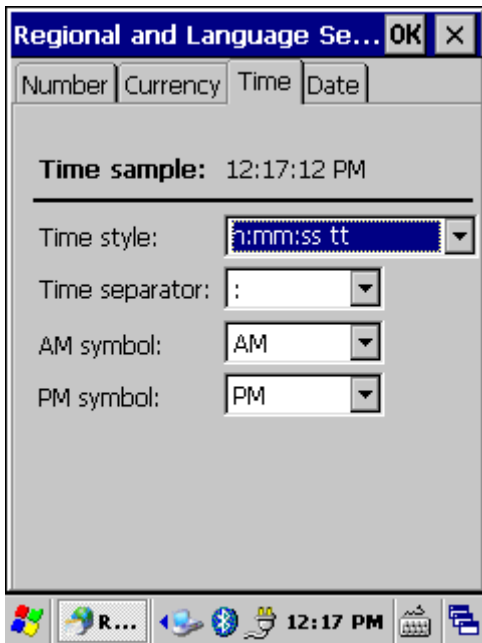 Regional and Language Se... OK
Number Currency Time Date
Time sample: 12:17:12 PM
Time style: h:mm:ss tt
Time separator: :
AM symbol: AM
PM symbol: PM
R... 12:17 PM